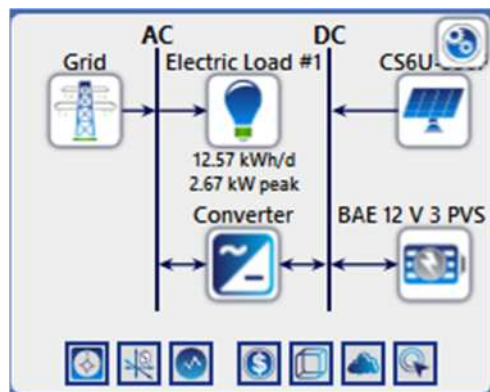 AC DC
Grid Electric Load #1
12.57 kWh/d
2.67 kW peak
Converter BAE 12 V 3 PVS